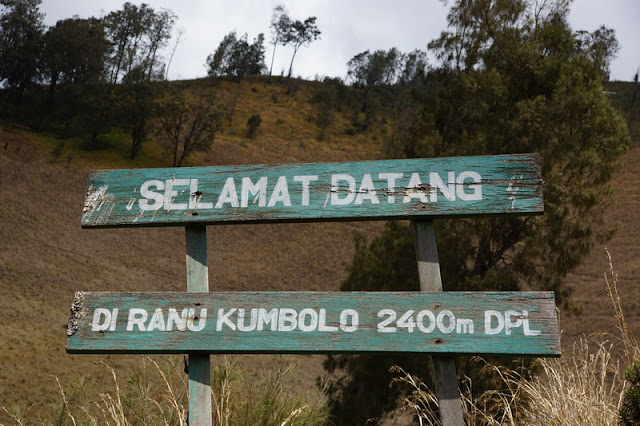 SELAMAT DATANG
DI RANU KUMBOLO 2400m DPL